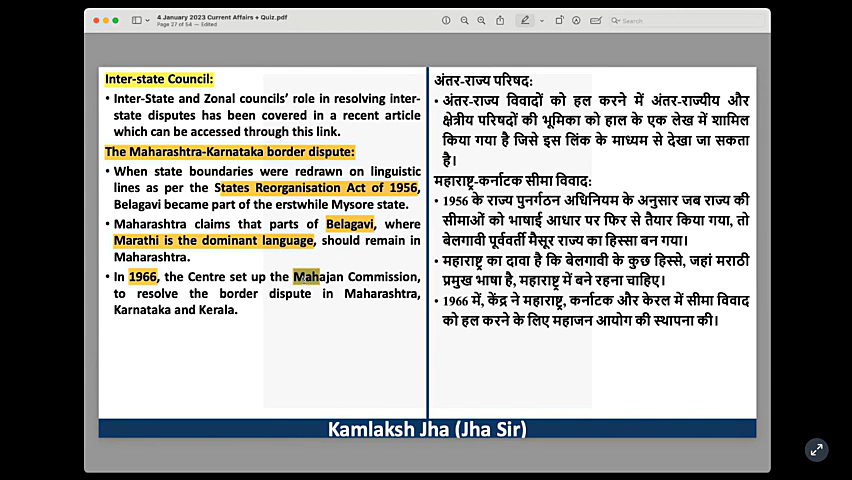 4 January 2023 Current Affairs + Quiz.pdf
Page 27 of 54 — Edited
Search
Inter-state Council:
• Inter-State and Zonal councils' role in resolving inter-
state disputes has been covered in a recent article
which can be accessed through this link.
The Maharashtra-Karnataka border dispute:
• When state boundaries were redrawn on linguistic
lines as per the States Reorganisation Act of 1956,
Belagavi became part of the erstwhile Mysore state.
• Maharashtra claims that parts of Belagavi, where
Marathi is the dominant language, should remain in
Maharashtra.
• In 1966, the Centre set up the Mahajan Commission,
to resolve the border dispute in Maharashtra,
Karnataka and Kerala.
अंतर-राज्य परिषद:
• अंतर-राज्य विवादों को हल करने में अंतर-राज्यीय और
क्षेत्रीय परिषदों की भूमिका को हाल के एक लेख में शामिल
किया गया है जिसे इस लिंक के माध्यम से देखा जा सकता
है।
महाराष्ट्र-कर्नाटक सीमा विवाद:
• 1956 के राज्य पुनर्गठन अधिनियम के अनुसार जब राज्य की
सीमाओं को भाषाई आधार पर फिर से तैयार किया गया, तो
बेलगावी पूर्ववर्ती मैसूर राज्य का हिस्सा बन गया।
• महाराष्ट्र का दावा है कि बेलगावी के कुछ हिस्से, जहां मराठी
प्रमुख भाषा है, महाराष्ट्र में बने रहना चाहिए।
• 1966 में, केंद्र ने महाराष्ट्र, कर्नाटक और केरल में सीमा विवाद
को हल करने के लिए महाजन आयोग की स्थापना की।
Kamlaksh Jha (Jha Sir)